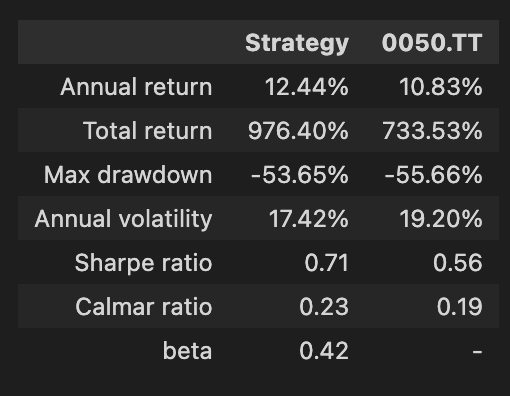 Strategy 0050.TT
Annual return 12.44% 10.83%
Total return 976.40% 733.53%
Max drawdown -53.65% -55.66%
Annual volatility 17.42% 19.20%
Sharpe ratio 0.71 0.56
Calmar ratio 0.23 0.19
beta 0.42 -